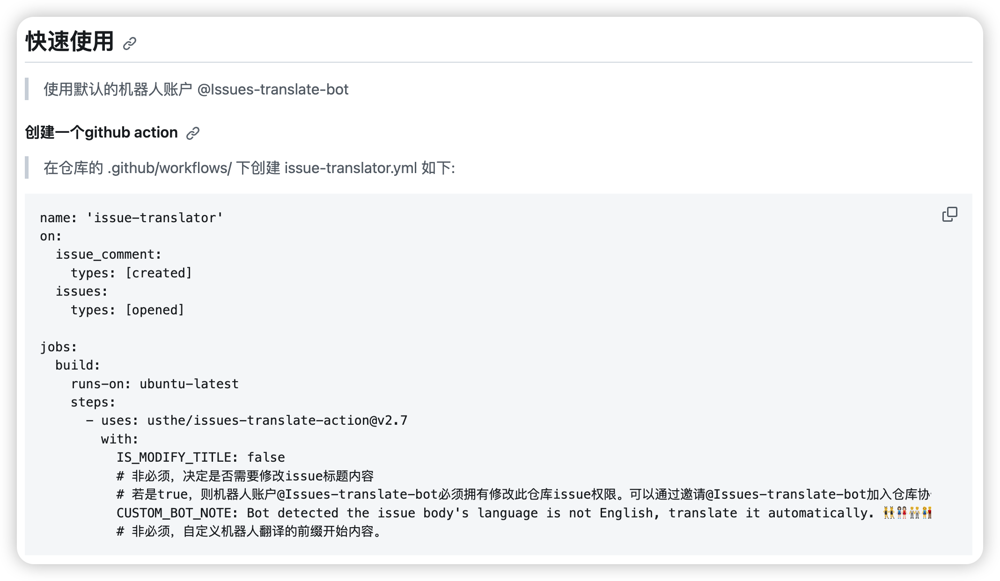 快速使用
使用默认的机器人账户 @Issues-translate-bot
创建一个github action
在仓库的 .github/workflows/ 下创建 issue-translator.yml 如下:
name: 'issue-translator'
on:
  issue_comment:
    types: [created]
  issues:
    types: [opened]

jobs:
  build:
    runs-on: ubuntu-latest
    steps:
      - uses: usthe/issues-translate-action@v2.7
        with:
          IS_MODIFY_TITLE: false
          # 非必须，决定是否需要修改issue标题内容
          # 若是true，则机器人账户@Issues-translate-bot必须拥有修改此仓库issue权限。可以通过邀请@Issues-translate-bot加入仓库协
          CUSTOM_BOT_NOTE: Bot detected the issue body's language is not English, translate it automatically. 👯👭🏻🧑‍🤝‍🧑👫
          # 非必须，自定义机器人翻译的前缀开始内容。